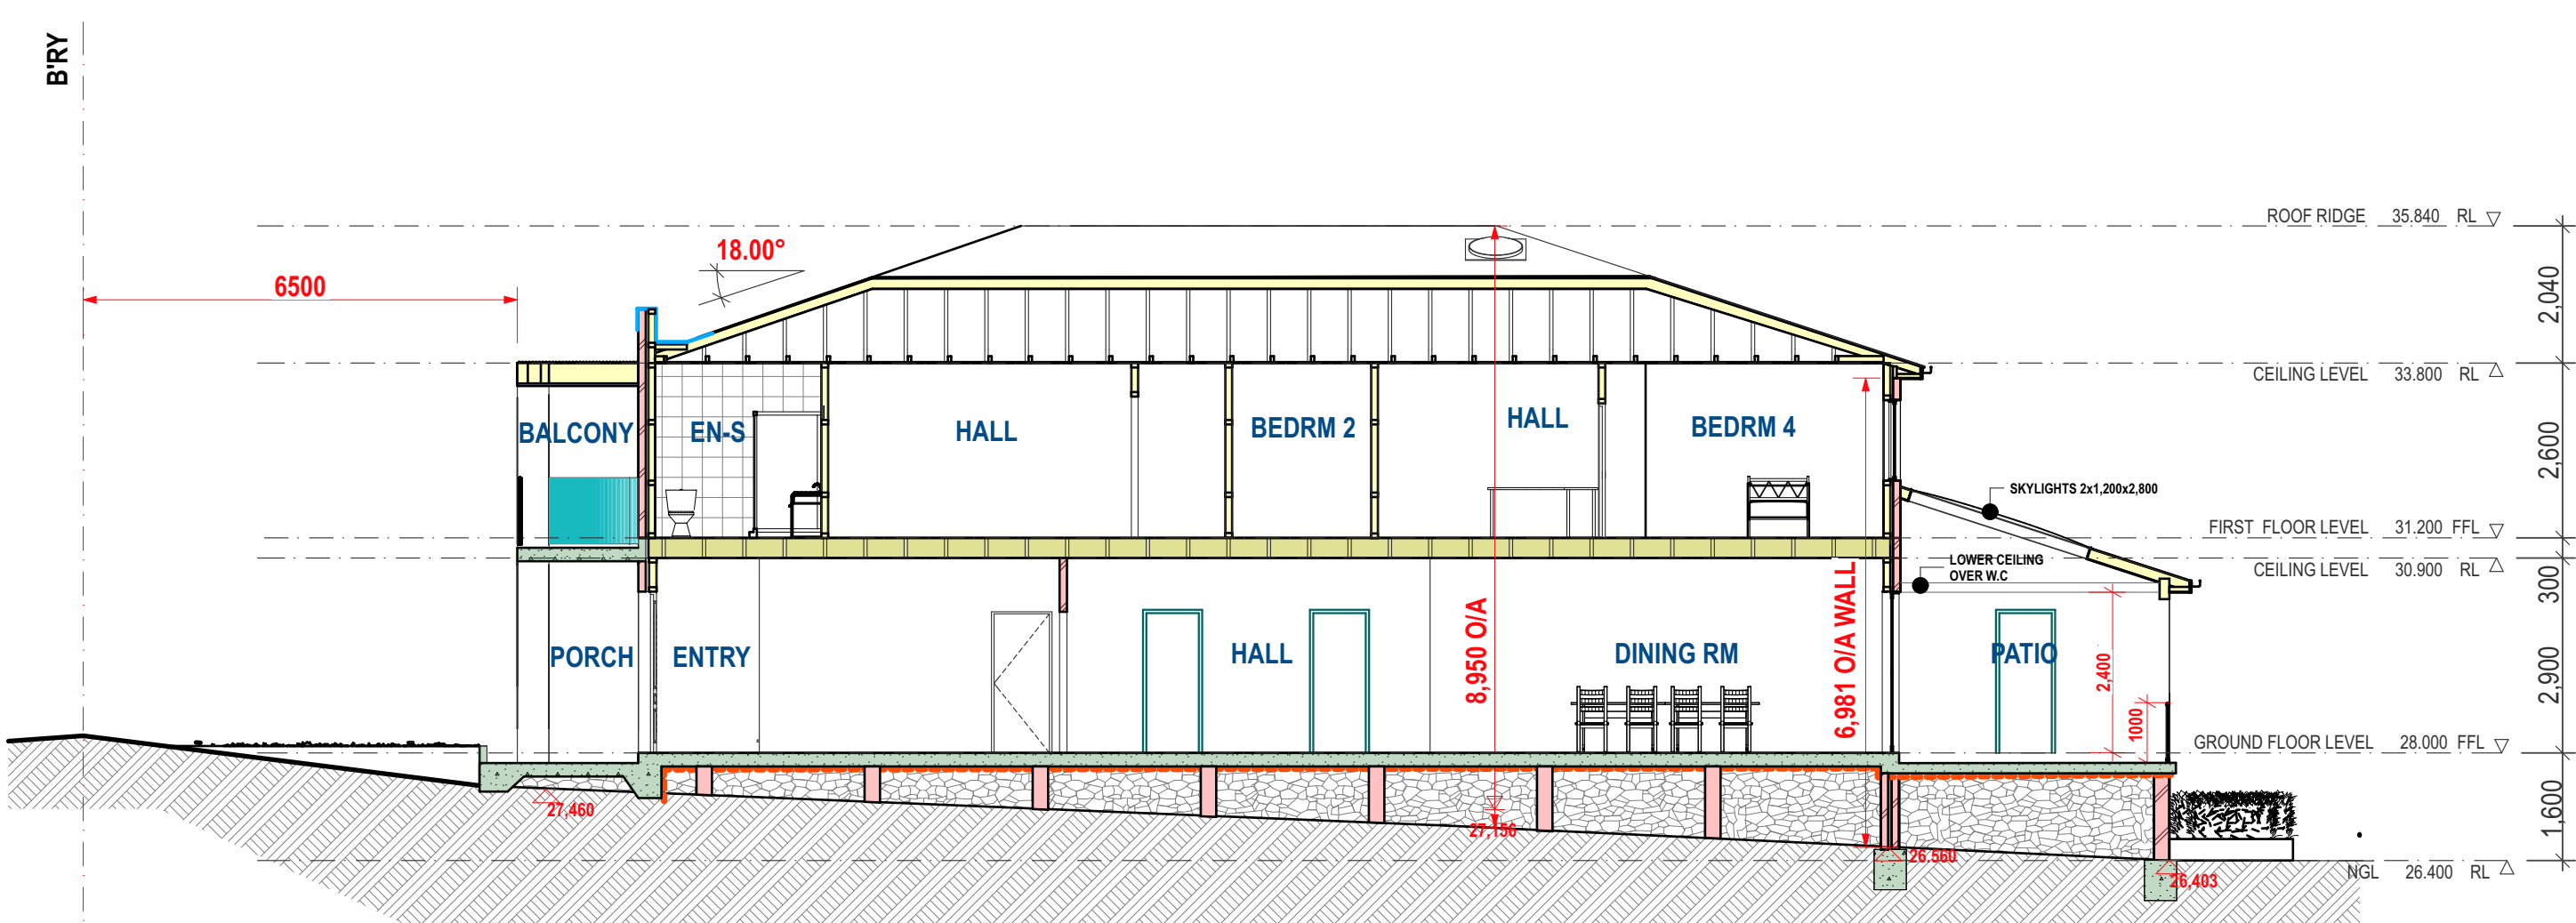 B'RY
ROOF RIDGE 35.840 RL
18.00°
6500
2,040
CEILING LEVEL 33.800 RL
BALCONY
EN-S
HALL
BEDRM 2
HALL
BEDRM 4
2,600
SKYLIGHTS 2x1,200x2,800
FIRST FLOOR LEVEL 31.200 FFL
LOWER CEILING
OVER W.C
CEILING LEVEL 30.900 RL
300
PORCH
ENTRY
HALL
8,950 O/A
DINING RM
6,981 O/A WALL
PATIO
2,400
1000
2,900
GROUND FLOOR LEVEL 28.000 FFL
27,460
27,156
26.560
26,403
1,600
NGL 26.400 RL